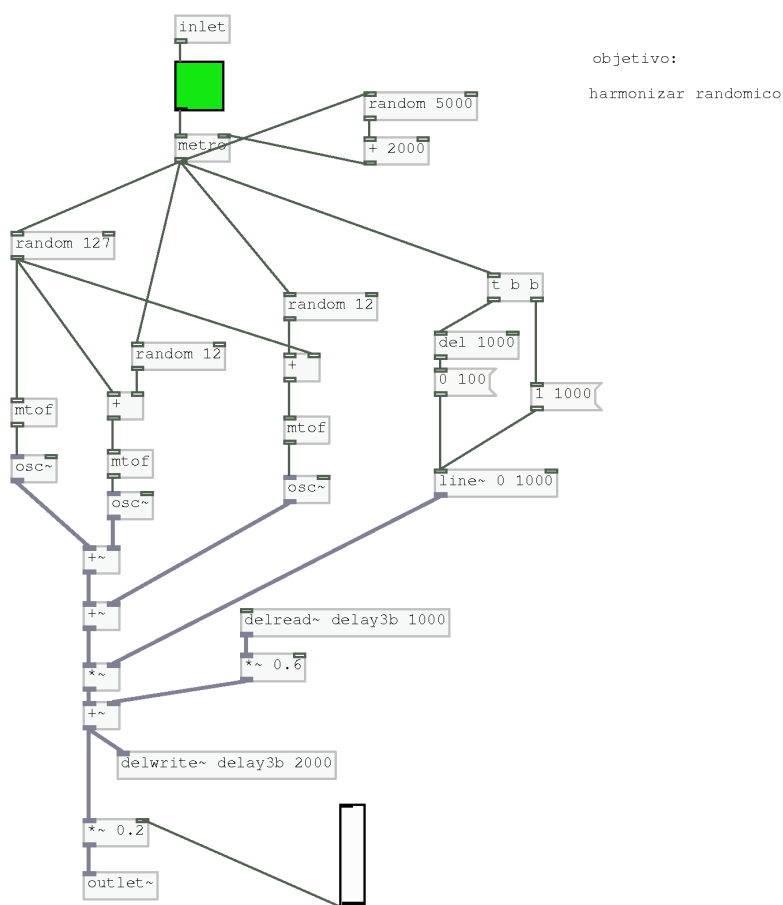 inlet
objetivo:
random 5000
harmonizar randomico
metro
+ 2000
random 127
t b b
random 12
del 1000
random 12
+
0 100
1 1000
mtof
+
mtof
mtof
osc~
line~ 0 1000
osc~
osc~
+~
+~
delread~ delay3b 1000
*~ 0.6
*~
+~
delwrite~ delay3b 2000
*~ 0.2
outlet~